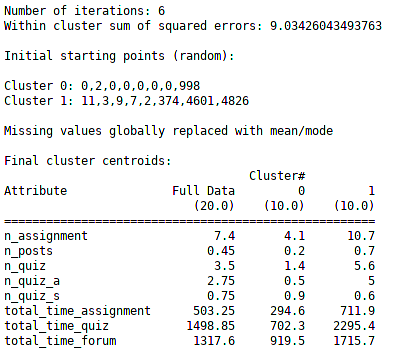 Number of iterations: 6
Within cluster sum of squared errors: 9.03426043493763
Initial starting points (random):
Cluster 0: 0,2,0,0,0,0,0,998
Cluster 1: 11,3,9,7,2,374,4601,4826
Missing values globally replaced with mean/mode
Final cluster centroids:
Cluster#
Attribute Full Data 0 1
(20.0) (10.0) (10.0)
==========================================================
n_assignment 7.4 4.1 10.7
n_posts 0.45 0.2 0.7
n_quiz 3.5 1.4 5.6
n_quiz_a 2.75 0.5 5
n_quiz_s 0.75 0.9 0.6
total_time_assignment 503.25 294.6 711.9
total_time_quiz 1498.85 702.3 2295.4
total_time_forum 1317.6 919.5 1715.7